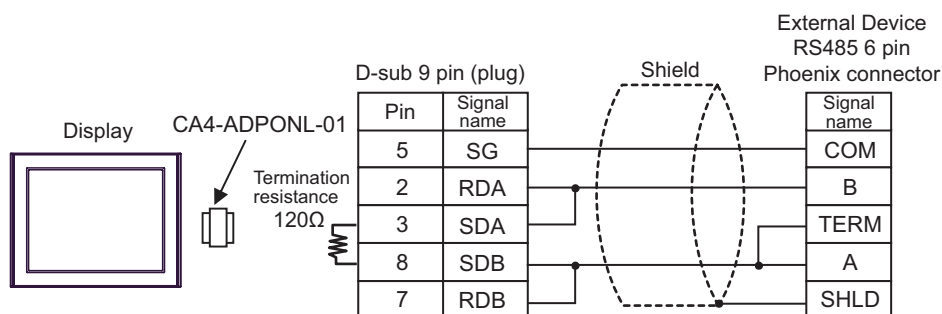 External Device
RS485 6 pin
Phoenix connector
D-sub 9 pin (plug)
Shield
Display
CA4-ADPONL-01
Termination
resistance
120Ω
Pin
Signal
name
5
SG
2
RDA
3
SDA
8
SDB
7
RDB
Signal
name
COM
B
TERM
A
SHLD